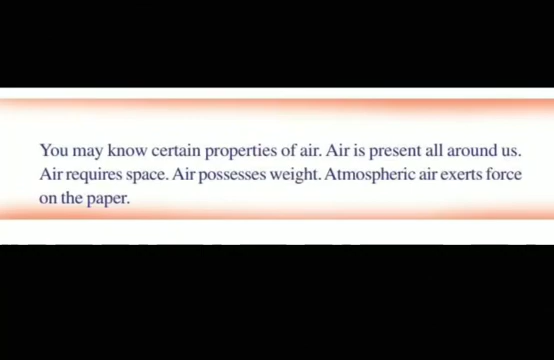 You may know certain properties of air. Air is present all around us.
Air requires space. Air possesses weight. Atmospheric air exerts force
on the paper.